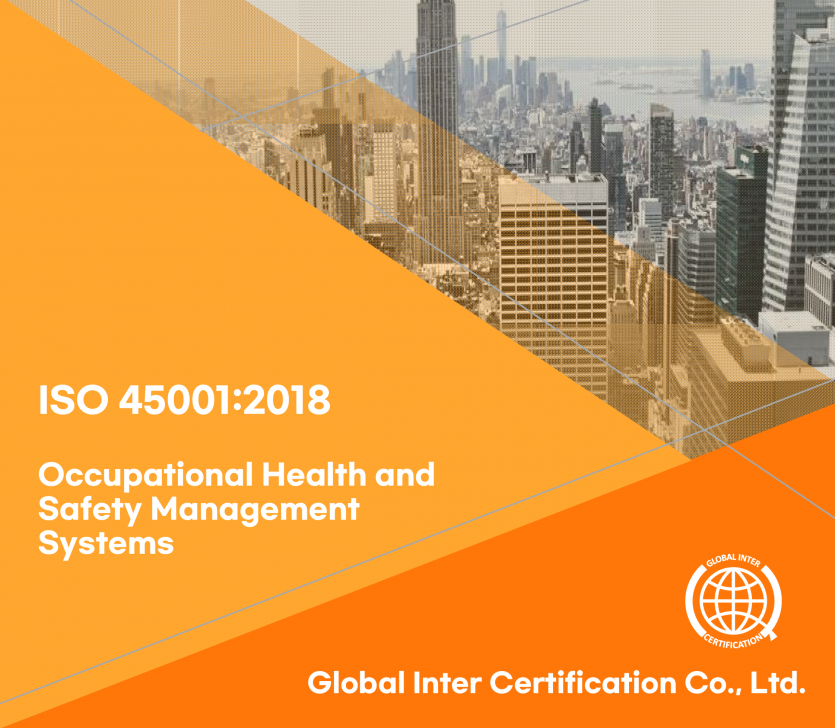 ISO 45001:2018
Occupational Health and
Safety Management
Systems
GLOBAL INTER
CERTIFICATION
Global Inter Certification Co., Ltd.